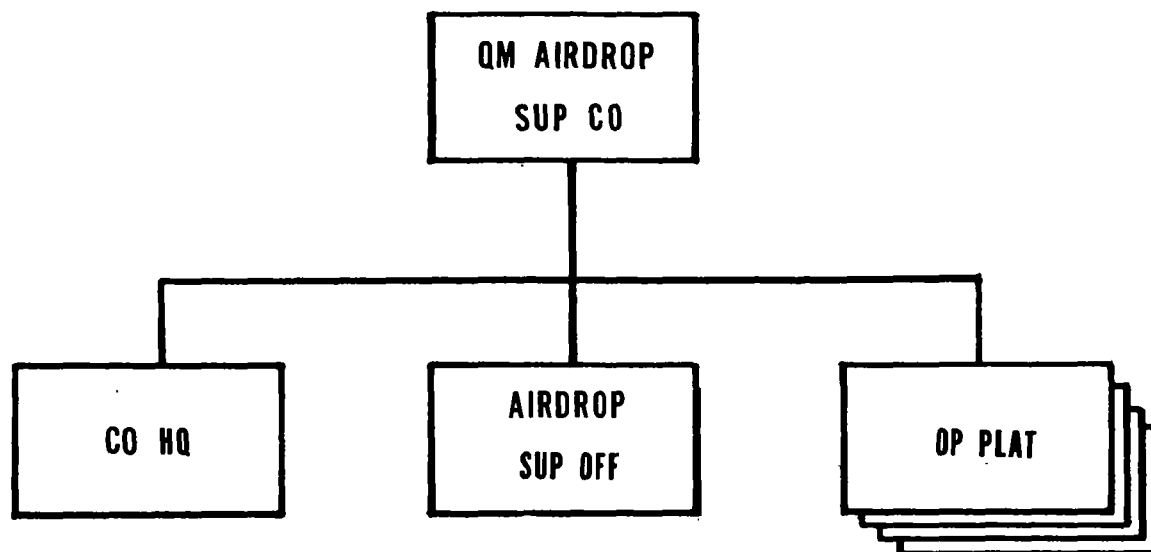 QM AIRDROP
SUP CO
CO HQ
AIRDROP
SUP OFF
OP PLAT